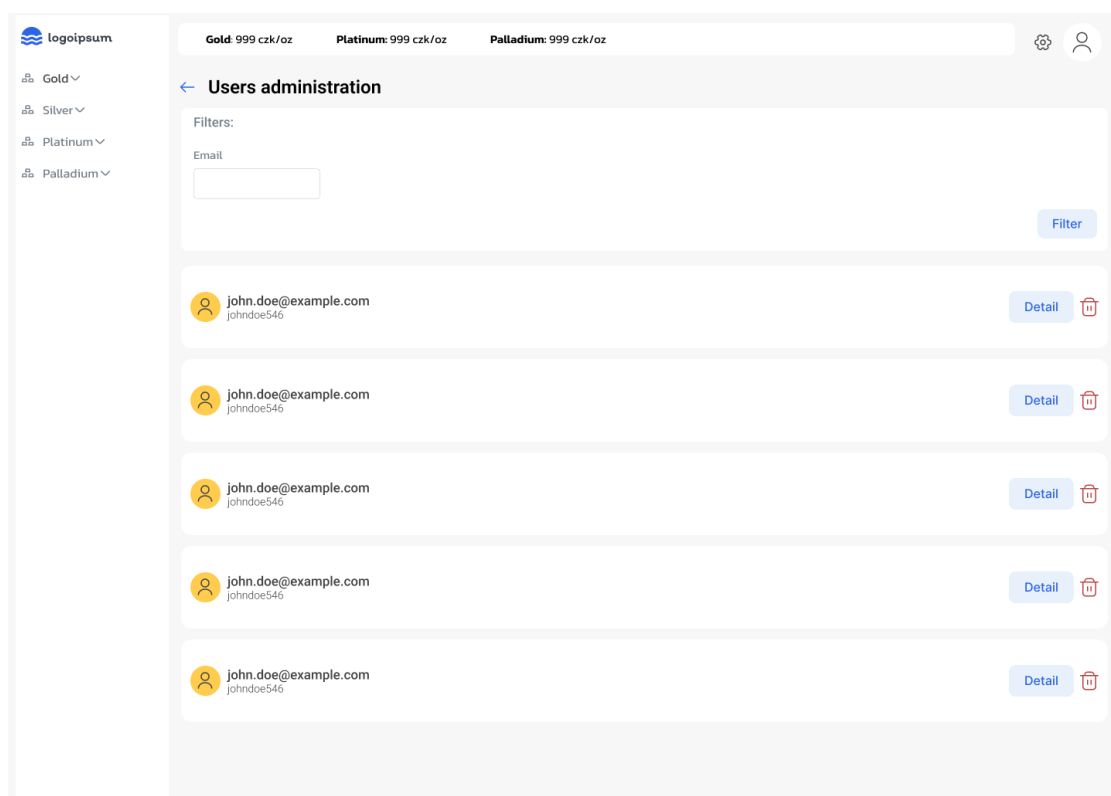 logoipsum
Gold: 999 czk/oz Platinum: 999 czk/oz Palladium: 999 czk/oz
Gold
Silver
Platinum
Palladium
Users administration
Filters:
Email
Filter
john.doe@example.com
johndoe546
Detail
john.doe@example.com
johndoe546
Detail
john.doe@example.com
johndoe546
Detail
john.doe@example.com
johndoe546
Detail
john.doe@example.com
johndoe546
Detail